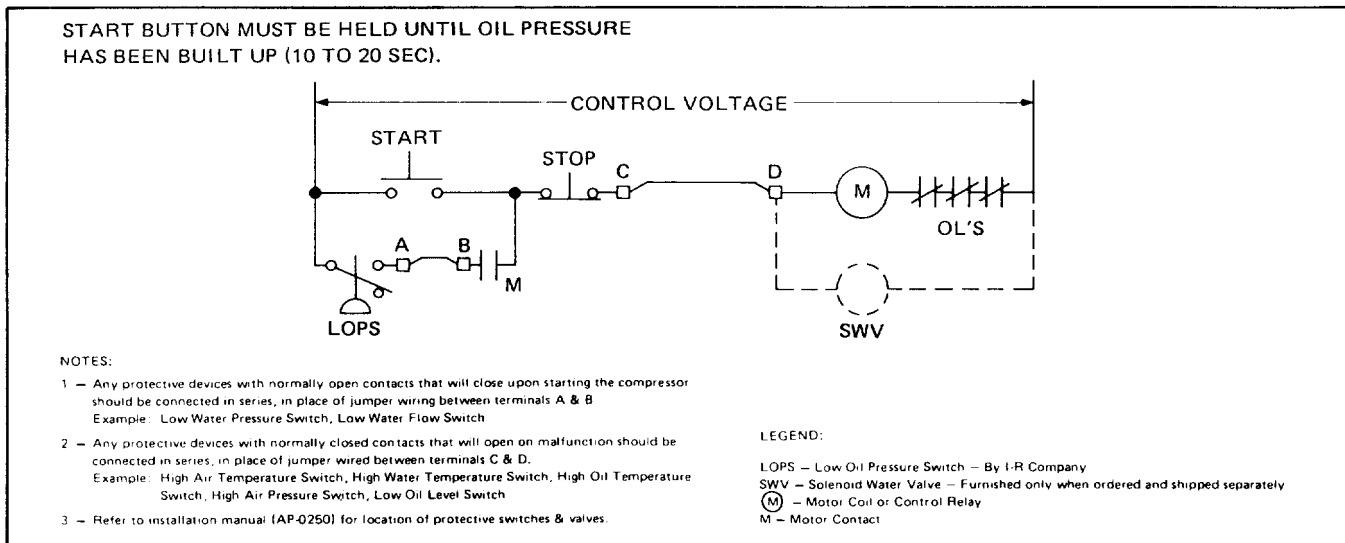 START BUTTON MUST BE HELD UNTIL OIL PRESSURE
HAS BEEN BUILT UP (10 TO 20 SEC).
CONTROL VOLTAGE
START
STOP
C
D
M
OL'S
A
B
M
LOPS
SWV
NOTES:
1 – Any protective devices with normally open contacts that will close upon starting the compressor
should be connected in series, in place of jumper wiring between terminals A & B
Example: Low Water Pressure Switch, Low Water Flow Switch
2 – Any protective devices with normally closed contacts that will open on malfunction should be
connected in series, in place of jumper wired between terminals C & D.
Example: High Air Temperature Switch, High Water Temperature Switch, High Oil Temperature
Switch, High Air Pressure Switch, Low Oil Level Switch
3 – Refer to installation manual (AP-0250) for location of protective switches & valves.
LEGEND:
LOPS – Low Oil Pressure Switch – By I-R Company
SWV – Solenoid Water Valve – Furnished only when ordered and shipped separately
M – Motor Coil or Control Relay
M – Motor Contact